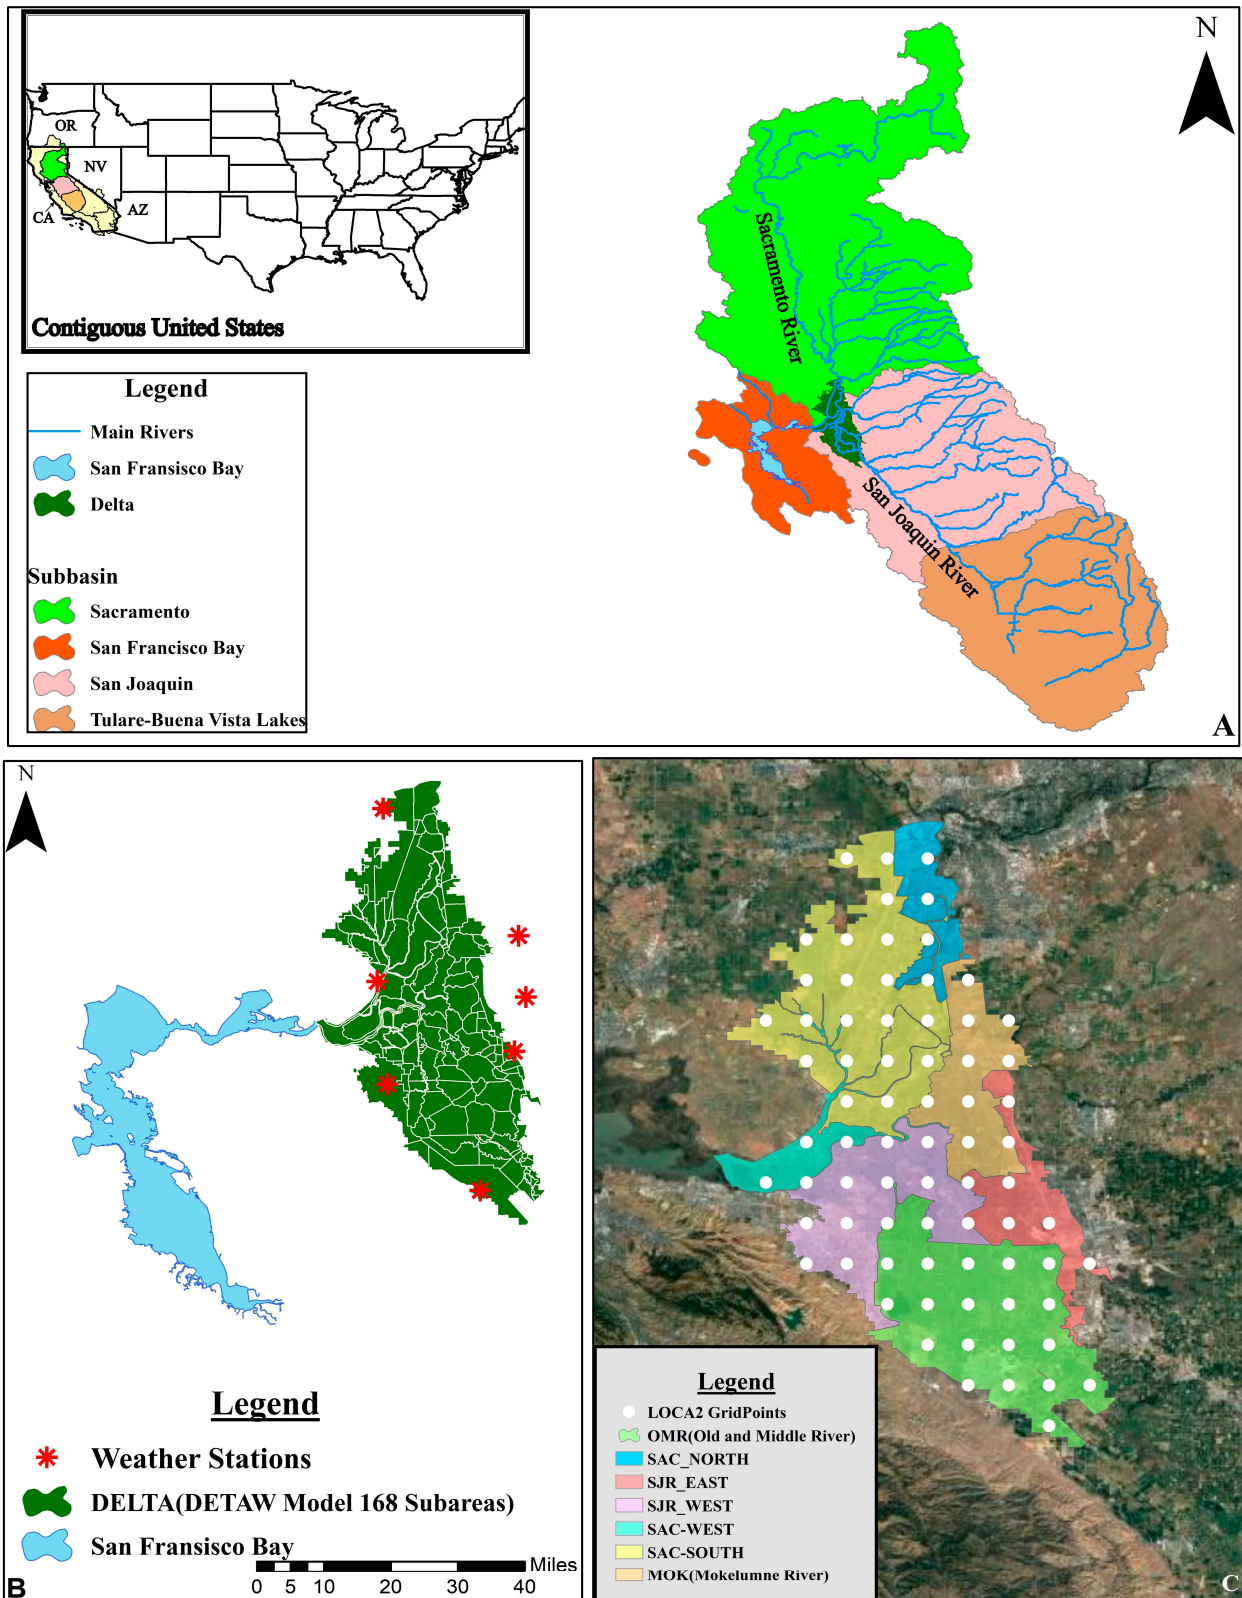 OR
NV
CA
AZ
Contiguous United States
Legend
Main Rivers
San Fransisco Bay
Delta
Subbasin
Sacramento
San Francisco Bay
San Joaquin
Tulare-Buena Vista Lakes
N
Sacramento River
San Joaquin River
A
N
Legend
Weather Stations
DELTA(DETAW Model 168 Subareas)
San Fransisco Bay
Miles
0 5 10 20 30 40
B
Legend
LOCA2 GridPoints
OMR(Old and Middle River)
SAC_NORTH
SJR_EAST
SJR_WEST
SAC-WEST
SAC-SOUTH
MOK(Mokelumne River)
C